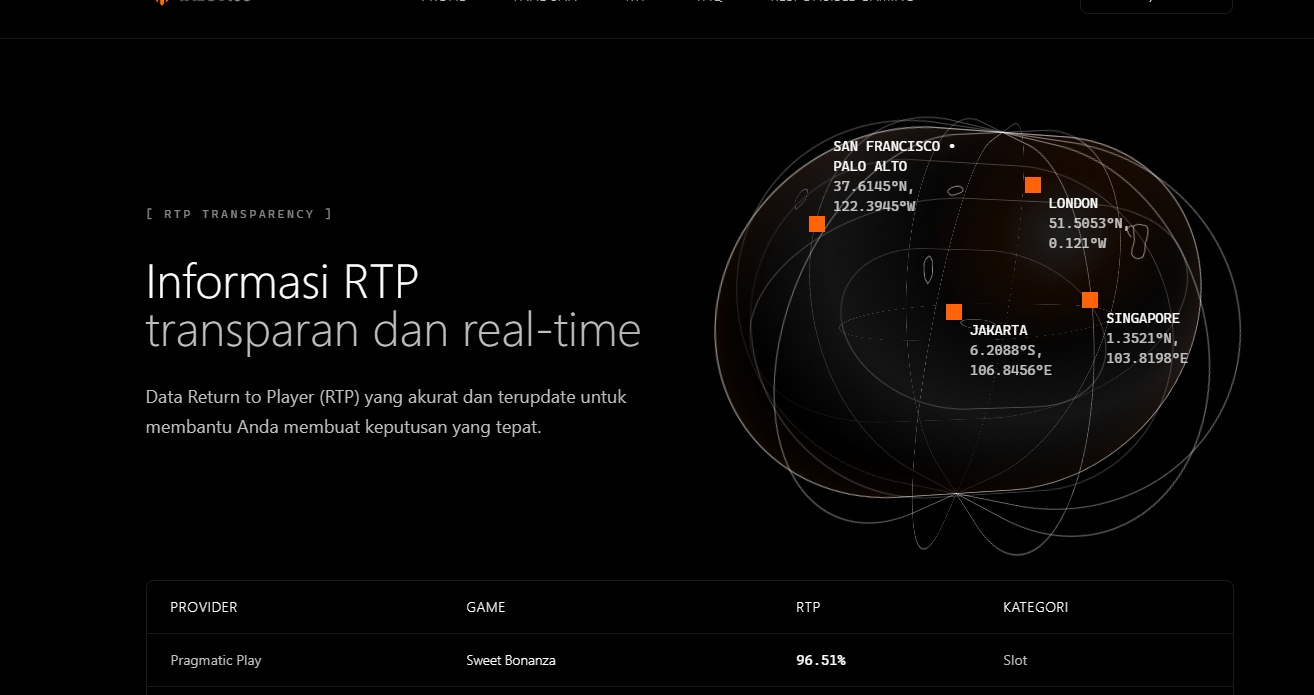 [ RTP TRANSPARENCY ]
Informasi RTP
transparan dan real-time
Data Return to Player (RTP) yang akurat dan terupdate untuk
membantu Anda membuat keputusan yang tepat.
SAN FRANCISCO •
PALO ALTO
37.6145°N,
122.3945°W
LONDON
51.5053°N,
0.121°W
JAKARTA
6.2088°S,
106.8456°E
SINGAPORE
1.3521°N,
103.8198°E
PROVIDER GAME RTP KATEGORI
Pragmatic Play Sweet Bonanza 96.51% Slot